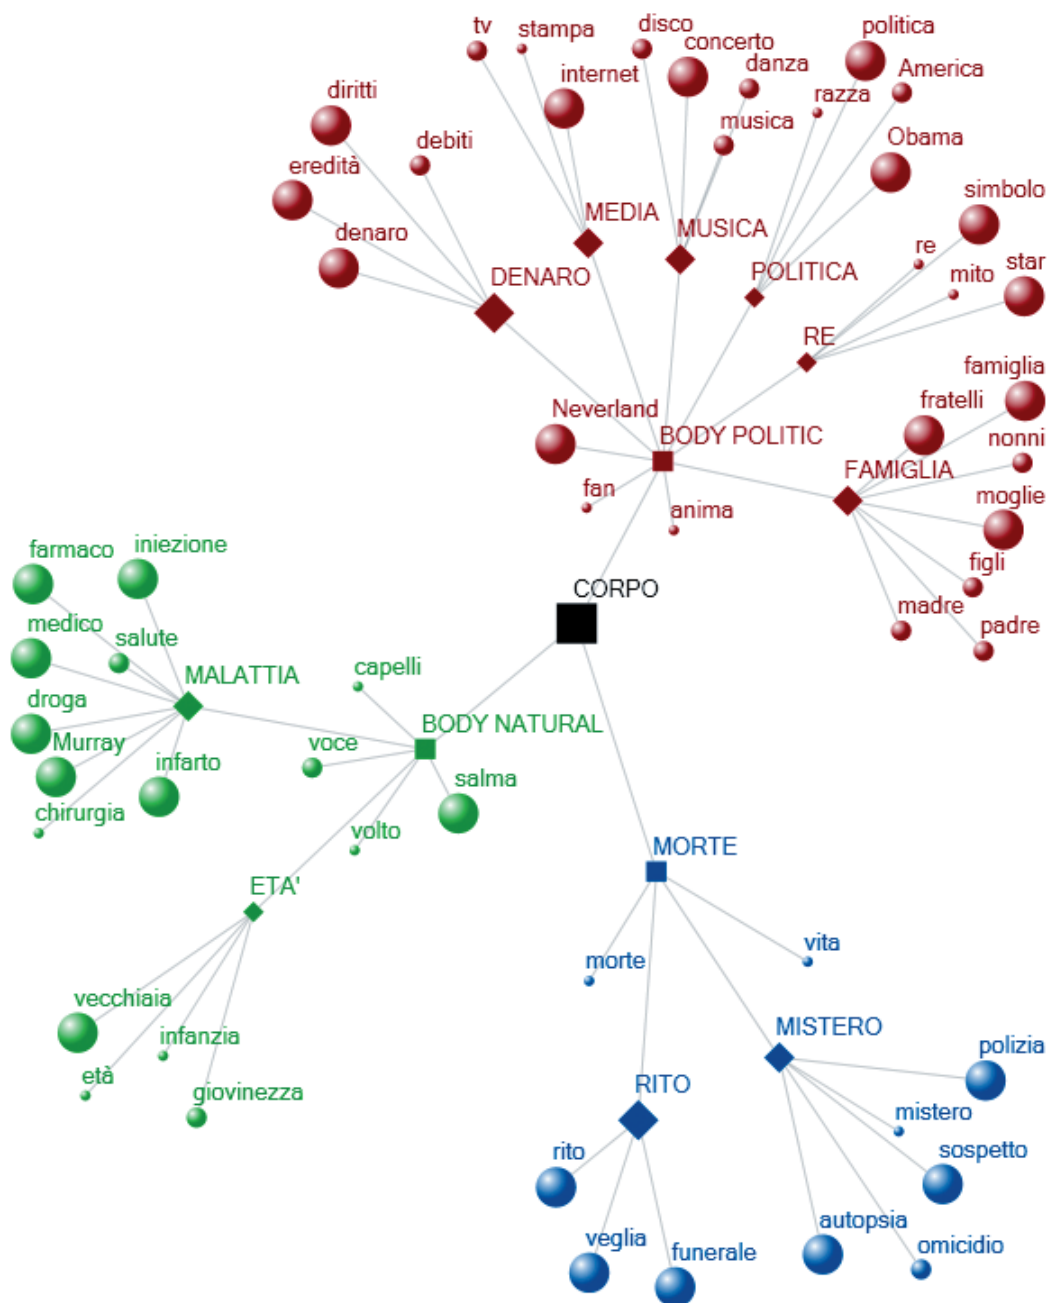 tv
stampa
disco
concerto
politica
internet
danza
America
diritti
razza
musica
debiti
Obama
eredità
simbolo
MEDIA
MUSICA
denaro
re
DENARO
POLITICA
mito
star
RE
famiglia
Neverland
fratelli
BODY POLITIC
nonni
FAMIGLIA
fan
anima
moglie
farmaco
iniezione
figli
CORPO
madre
medico
salute
padre
capelli
MALATTIA
droga
BODY NATURAL
Murray
voce
infarto
salma
chirurgia
volto
MORTE
ETA'
vita
morte
vecchiaia
MISTERO
infanzia
polizia
età
giovinezza
RITO
mistero
rito
sospetto
autopsia
veglia
funerale
omicidio